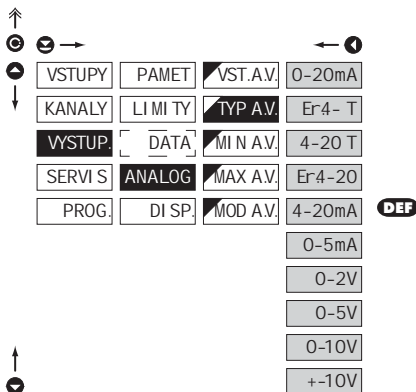 VSTUPY PAMET VST.A.V. 0-20mA
KANALY LIMITY TYP A.V. Er4- T
VYSTUP. DATA MIN A.V. 4-20 T
SERVIS ANALOG MAX A.V. Er4-20
PROG. DISP. MOD A.V. 4-20mA DEF
0-5mA
0-2V
0-5V
0-10V
+-10V